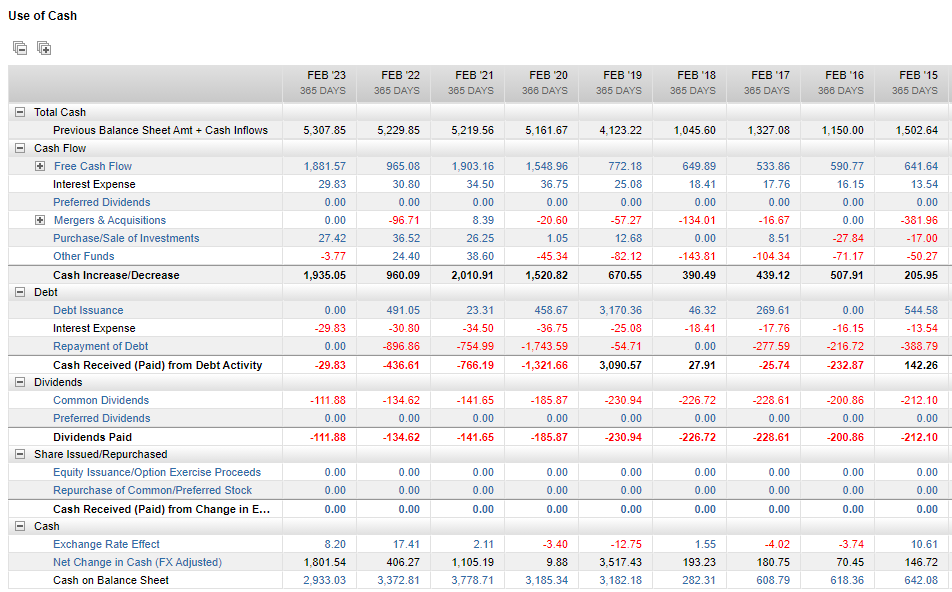 Use of Cash
FEB '23 FEB '22 FEB '21 FEB '20 FEB '19 FEB '18 FEB '17 FEB '16 FEB '15
365 DAYS 365 DAYS 365 DAYS 366 DAYS 365 DAYS 365 DAYS 365 DAYS 366 DAYS 365 DAYS
Total Cash
Previous Balance Sheet Amt + Cash Inflows 5,307.85 5,229.85 5,219.56 5,161.67 4,123.22 1,045.60 1,327.08 1,150.00 1,502.64
Cash Flow
Free Cash Flow 1,881.57 965.08 1,903.16 1,548.96 772.18 649.89 533.86 590.77 641.64
Interest Expense 29.83 30.80 34.50 36.75 25.08 18.41 17.76 16.15 13.54
Preferred Dividends 0.00 0.00 0.00 0.00 0.00 0.00 0.00 0.00 0.00
Mergers & Acquisitions 0.00 -96.71 8.39 -20.60 -57.27 -134.01 -16.67 0.00 -381.96
Purchase/Sale of Investments 27.42 36.52 26.25 1.05 12.68 0.00 8.51 -27.84 -17.00
Other Funds -3.77 24.40 38.60 -45.34 -82.12 -143.81 -104.34 -71.17 -50.27
Cash Increase/Decrease 1,935.05 960.09 2,010.91 1,520.82 670.55 390.49 439.12 507.91 205.95
Debt
Debt Issuance 0.00 491.05 23.31 458.67 3,170.36 46.32 269.61 0.00 544.58
Interest Expense -29.83 -30.80 -34.50 -36.75 -25.08 -18.41 -17.76 -16.15 -13.54
Repayment of Debt 0.00 -896.86 -754.99 -1,743.59 -54.71 0.00 -277.59 -216.72 -388.79
Cash Received (Paid) from Debt Activity -29.83 -436.61 -766.19 -1,321.66 3,090.57 27.91 -25.74 -232.87 142.26
Dividends
Common Dividends -111.88 -134.62 -141.65 -185.87 -230.94 -226.72 -228.61 -200.86 -212.10
Preferred Dividends 0.00 0.00 0.00 0.00 0.00 0.00 0.00 0.00 0.00
Dividends Paid -111.88 -134.62 -141.65 -185.87 -230.94 -226.72 -228.61 -200.86 -212.10
Share Issued/Repurchased
Equity Issuance/Option Exercise Proceeds 0.00 0.00 0.00 0.00 0.00 0.00 0.00 0.00 0.00
Repurchase of Common/Preferred Stock 0.00 0.00 0.00 0.00 0.00 0.00 0.00 0.00 0.00
Cash Received (Paid) from Change in E... 0.00 0.00 0.00 0.00 0.00 0.00 0.00 0.00 0.00
Cash
Exchange Rate Effect 8.20 17.41 2.11 -3.40 -12.75 1.55 -4.02 -3.74 10.61
Net Change in Cash (FX Adjusted) 1,801.54 406.27 1,105.19 9.88 3,517.43 193.23 180.75 70.45 146.72
Cash on Balance Sheet 2,933.03 3,372.81 3,778.71 3,185.34 3,182.18 282.31 608.79 618.36 642.08